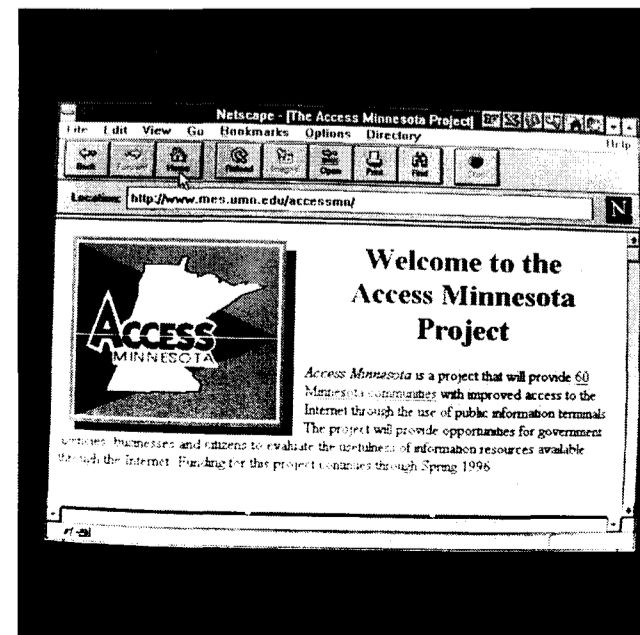 Netscape - [The Access Minnesota Project]
File Edit View Go Bookmarks Options Directory Help
Back Forward Home Reload Images Open Print Find Stop
Location: http://www.mes.umn.edu/accessmn/
N
ACCESS
MINNESOTA
Welcome to the
Access Minnesota
Project
Access Minnesota is a project that will provide 60
Minnesota communities with improved access to the
Internet through the use of public information terminals
The project will provide opportunities for government
agencies, businesses and citizens to evaluate the usefulness of information resources available
through the Internet. Funding for this project continues through Spring 1996